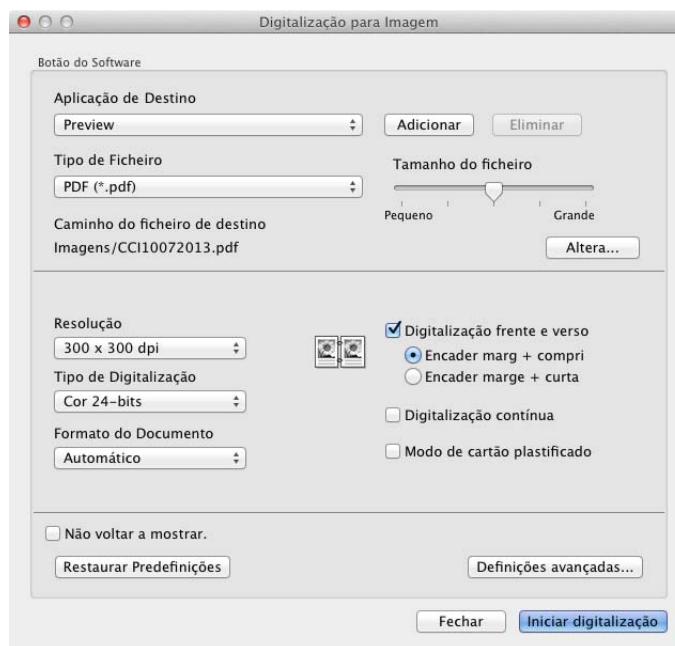 Digitalização para Imagem
Botão do Software
Aplicação de Destino
Preview
Adicionar
Eliminar
Tipo de Ficheiro
PDF (*.pdf)
Tamanho do ficheiro
Pequeno
Grande
Caminho do ficheiro de destino
Imagens/CCI10072013.pdf
Altera...
Resolução
300 x 300 dpi
Tipo de Digitalização
Cor 24-bits
Formato do Documento
Automático
Digitalização frente e verso
Encader marg + compri
Encader marge + curta
Digitalização contínua
Modo de cartão plastificado
Não voltar a mostrar.
Restaurar Predefinições
Definições avançadas...
Fechar
Iniciar digitalização